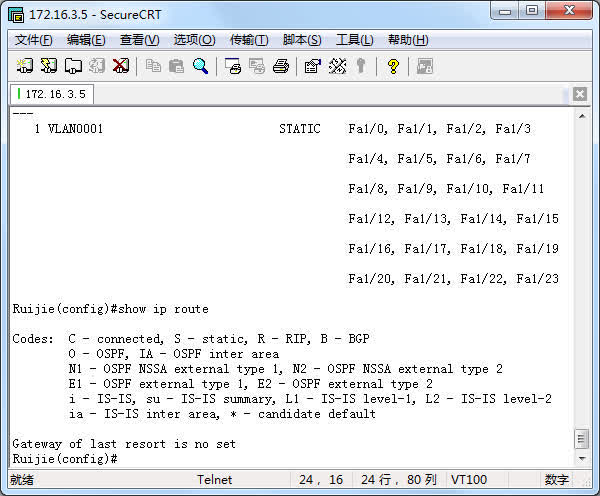 172.16.3.5 - SecureCRT
文件(F) 编辑(E) 查看(V) 选项(O) 传输(T) 脚本(S) 工具(L) 帮助(H)
172.16.3.5
---
1 VLAN0001 STATIC Fa1/0, Fa1/1, Fa1/2, Fa1/3
Fa1/4, Fa1/5, Fa1/6, Fa1/7
Fa1/8, Fa1/9, Fa1/10, Fa1/11
Fa1/12, Fa1/13, Fa1/14, Fa1/15
Fa1/16, Fa1/17, Fa1/18, Fa1/19
Fa1/20, Fa1/21, Fa1/22, Fa1/23
Ruijie(config)#show ip route
Codes: C - connected, S - static, R - RIP, B - BGP
O - OSPF, IA - OSPF inter area
N1 - OSPF NSSA external type 1, N2 - OSPF NSSA external type 2
E1 - OSPF external type 1, E2 - OSPF external type 2
i - IS-IS, su - IS-IS summary, L1 - IS-IS level-1, L2 - IS-IS level-2
ia - IS-IS inter area, * - candidate default
Gateway of last resort is no set
Ruijie(config)#
就绪 Telnet 24, 16 24 行, 80 列 VT100 数字